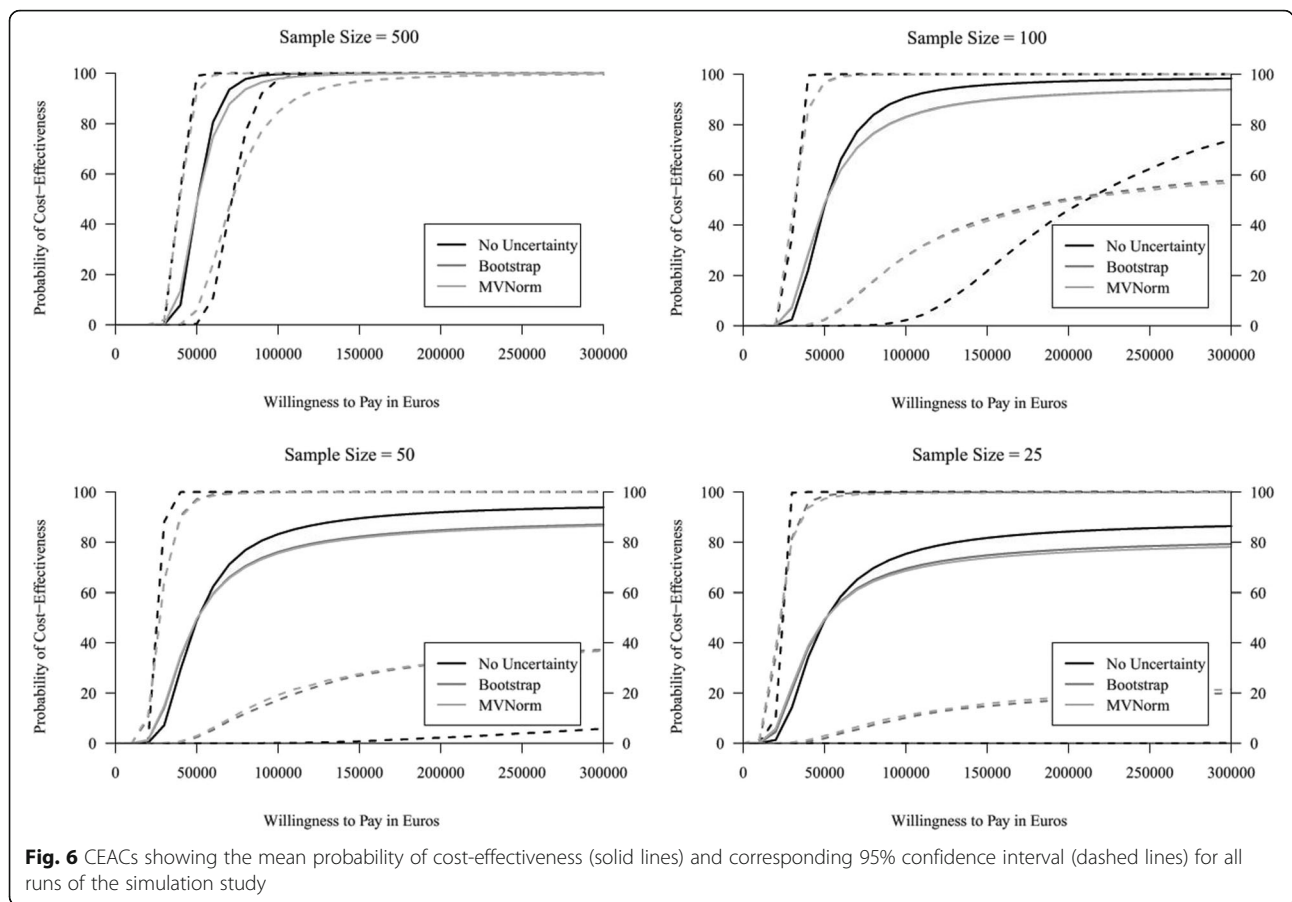 Sample Size = 500
100
80
60
40
20
0
Probability of Cost−Effectiveness
No Uncertainty
Bootstrap
MVNorm
0 50000 100000 150000 200000 250000 300000
Willingness to Pay in Euros
Sample Size = 100
100
80
60
40
20
0
Probability of Cost−Effectiveness
No Uncertainty
Bootstrap
MVNorm
100
80
60
40
20
0
0 50000 100000 150000 200000 250000 300000
Willingness to Pay in Euros
Sample Size = 50
100
80
60
40
20
0
Probability of Cost−Effectiveness
No Uncertainty
Bootstrap
MVNorm
100
80
60
40
20
0
0 50000 100000 150000 200000 250000 300000
Willingness to Pay in Euros
Sample Size = 25
100
80
60
40
20
0
Probability of Cost−Effectiveness
No Uncertainty
Bootstrap
MVNorm
100
80
60
40
20
0
0 50000 100000 150000 200000 250000 300000
Willingness to Pay in Euros
Fig. 6 CEACs showing the mean probability of cost-effectiveness (solid lines) and corresponding 95% confidence interval (dashed lines) for all
runs of the simulation study